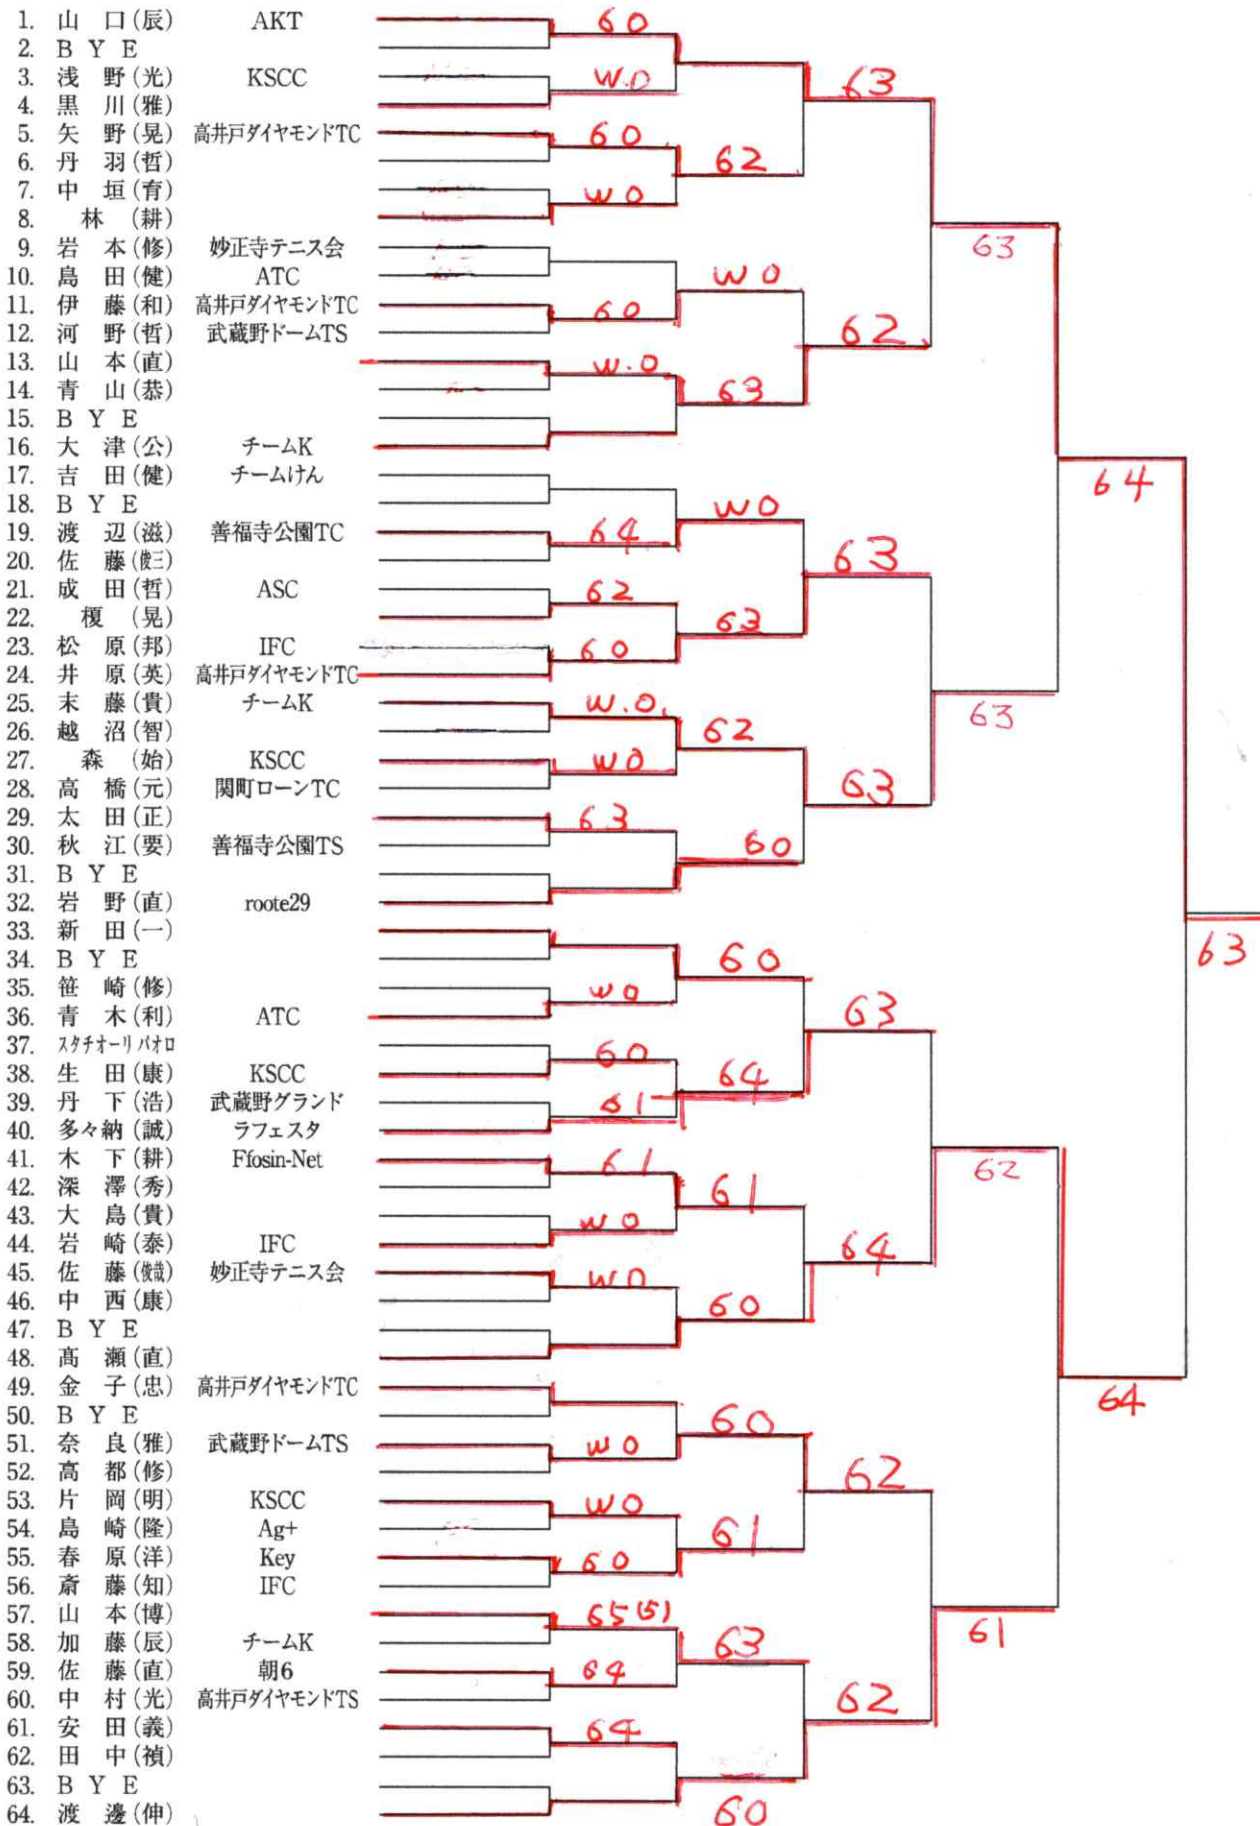 1. 山 口(辰) AKT 60
2. B Y E
3. 浅 野(光) KSCC W.O 63
4. 黒 川(雅)
5. 矢 野(晃) 高井戸ダイヤモンドTC 60
6. 丹 羽(哲) 62
7. 中 垣(育) WO
8. 林 (耕)
9. 岩 本(修) 妙正寺テニス会 63
10. 島 田(健) ATC WO
11. 伊 藤(和) 高井戸ダイヤモンドTC 60
12. 河 野(哲) 武蔵野ドームTS 62
13. 山 本(直) W.O
14. 青 山(恭) 63
15. B Y E
16. 大 津(公) チームK
17. 吉 田(健) チームけん 64
18. B Y E WO
19. 渡 辺(滋) 善福寺公園TC 64
20. 佐 藤(俊三) 63
21. 成 田(哲) ASC 62
22. 榎 (晃) 63
23. 松 原(邦) IFC 60
24. 井 原(英) 高井戸ダイヤモンドTC
25. 末 藤(貴) チームK W.O. 63
26. 越 沼(智) 62
27. 森 (始) KSCC WO
28. 高 橋(元) 関町ローンTC 63
29. 太 田(正) 63
30. 秋 江(要) 善福寺公園TS 60
31. B Y E
32. 岩 野(直) roote29
33. 新 田(一) 63
34. B Y E 60
35. 笹 崎(修) WO
36. 青 木(利) ATC 63
37. スタチオーリ パオロ 60
38. 生 田(康) KSCC 64
39. 丹 下(浩) 武蔵野グランド 61
40. 多々納(誠) ラフェスタ
41. 木 下(耕) Ffosin-Net 61 62
42. 深 澤(秀) 61
43. 大 島(貴) WO
44. 岩 崎(泰) IFC 64
45. 佐 藤(俊哉) 妙正寺テニス会 WO
46. 中 西(康) 60
47. B Y E
48. 髙 瀬(直)
49. 金 子(忠) 高井戸ダイヤモンドTC 64
50. B Y E 60
51. 奈 良(雅) 武蔵野ドームTS WO
52. 高 都(修) 62
53. 片 岡(明) KSCC WO
54. 島 崎(隆) Ag+ 61
55. 春 原(洋) Key 60
56. 斎 藤(知) IFC
57. 山 本(博) 65(5) 61
58. 加 藤(辰) チームK 63
59. 佐 藤(直) 朝6 64
60. 中 村(光) 高井戸ダイヤモンドTS 62
61. 安 田(義) 64
62. 田 中(禎)
63. B Y E
64. 渡 邊(伸) 60